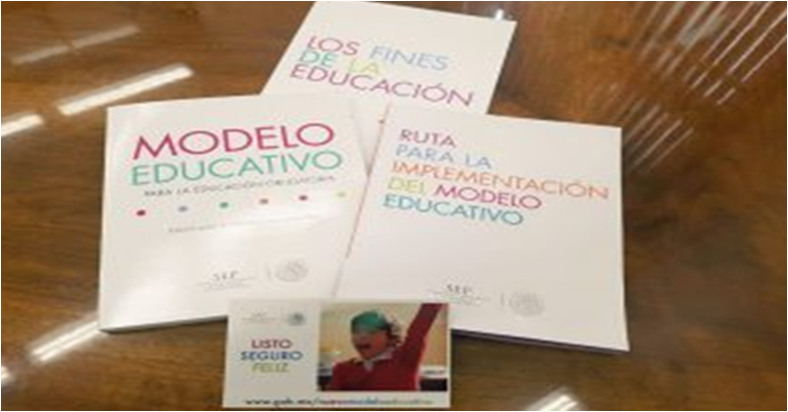 LOS FINES
DE LA
EDUCACIÓN
MODELO
EDUCATIVO
PARA LA EDUCACIÓN OBLIGATORIA
SEP
RUTA
PARA LA
IMPLEMENTACIÓN
DEL MODELO
EDUCATIVO
SEP
LISTO
SEGURO
FELIZ
www.gob.mx/nuevomodeloeducativo